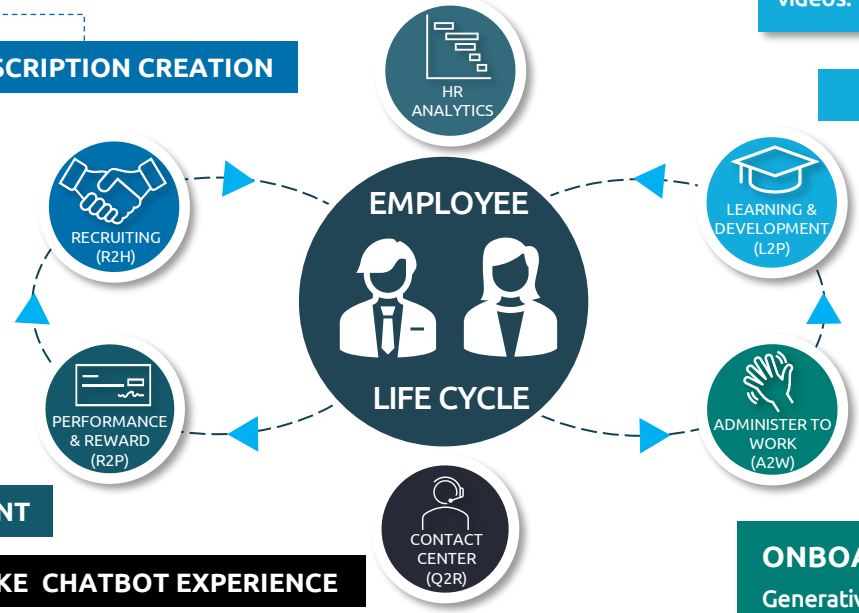 videos.
SCRIPTION CREATION
HR
ANALYTICS
EMPLOYEE
LIFE CYCLE
RECRUITING
(R2H)
LEARNING &
DEVELOPMENT
(L2P)
PERFORMANCE
& REWARD
(R2P)
ADMINISTER TO
WORK
(A2W)
NT
CONTACT
CENTER
(Q2R)
KE CHATBOT EXPERIENCE
ONBOA
Generativ